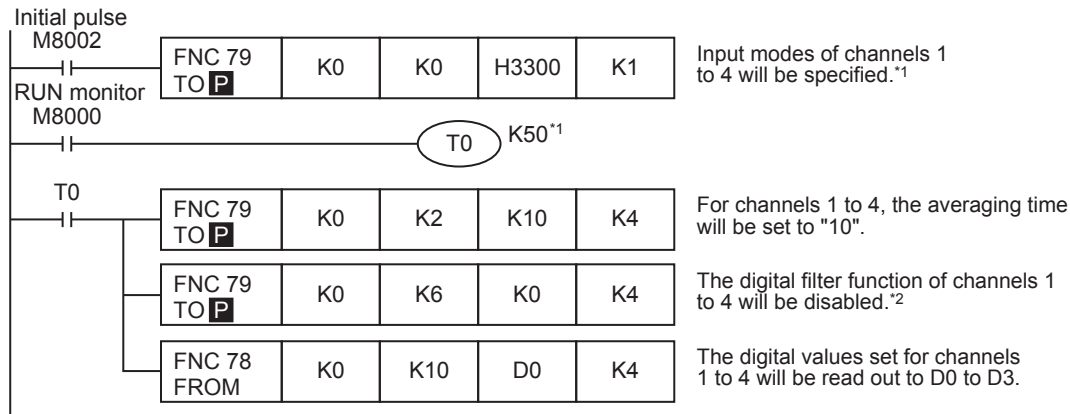 Initial pulse
M8002
FNC 79 K0 K0 H3300 K1
TO P
Input modes of channels 1
to 4 will be specified.*1
RUN monitor
M8000
T0 K50*1
T0
FNC 79 K0 K2 K10 K4
TO P
For channels 1 to 4, the averaging time
will be set to "10".
FNC 79 K0 K6 K0 K4
TO P
The digital filter function of channels 1
to 4 will be disabled.*2
FNC 78 K0 K10 D0 K4
FROM
The digital values set for channels
1 to 4 will be read out to D0 to D3.